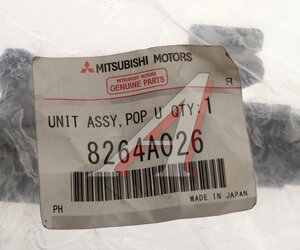 MITSUBISHI MOTORS
MITSUBISHI MOTORS
GENUINE PARTS
R
UNIT ASSY, POP U QTY: 1
8264A026
PH
MADE IN JAPAN